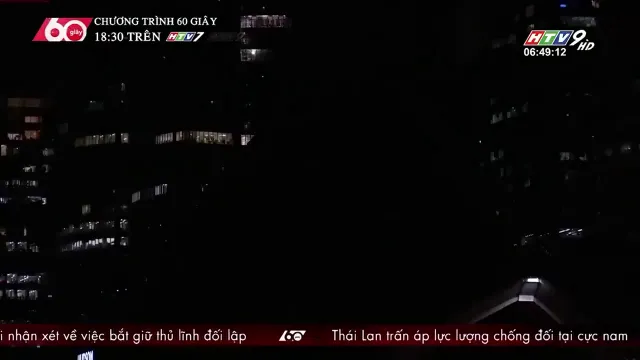 60 giây
CHƯƠNG TRÌNH 60 GIÂY
18:30 TRÊN HTV7
HTV9 HD
06:49:12
i nhận xét về việc bắt giữ thủ lĩnh đối lập 60 Thái Lan trấn áp lực lượng chống đối tại cực nam